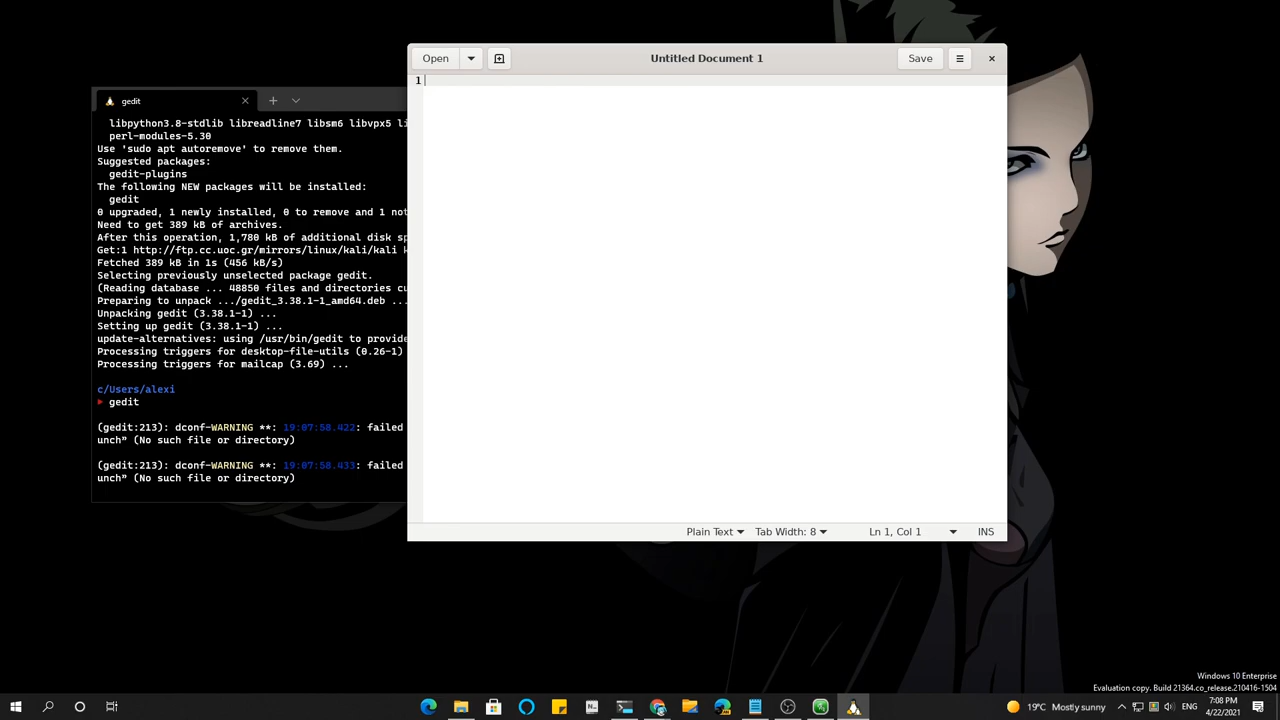 Open
Untitled Document 1
Save
1
gedit
libpython3.8-stdlib libreadline7 libsm6 libvpx5
perl-modules-5.30
Use 'sudo apt autoremove' to remove them.
Suggested packages:
gedit-plugins
The following NEW packages will be installed:
gedit
0 upgraded, 1 newly installed, 0 to remove and 1
Need to get 389 kB of archives.
After this operation, 1,780 kB of additional disk
Get:1 http://ftp.cc.uoc.gr/mirrors/linux/kali/kali
Fetched 389 kB in 1s (456 kB/s)
Selecting previously unselected package gedit.
(Reading database ... 48850 files and directories
Preparing to unpack .../gedit_3.38.1-1_amd64.deb ...
Unpacking gedit (3.38.1-1) ...
Setting up gedit (3.38.1-1) ...
update-alternatives: using /usr/bin/gedit to provide
Processing triggers for desktop-file-utils (0.26-1)
Processing triggers for mailcap (3.69) ...
c/Users/alexi
gedit
(gedit:213): dconf-WARNING **: 19:07:58.422: failed
unch" (No such file or directory)
(gedit:213): dconf-WARNING **: 19:07:58.433: failed
unch" (No such file or directory)
Plain Text Tab Width: 8 Ln 1, Col 1 INS
Windows 10 Enterprise
Evaluation copy. Build 21364.co_release.210416-1504
19°C Mostly sunny ENG 7:08 PM
4/22/2021